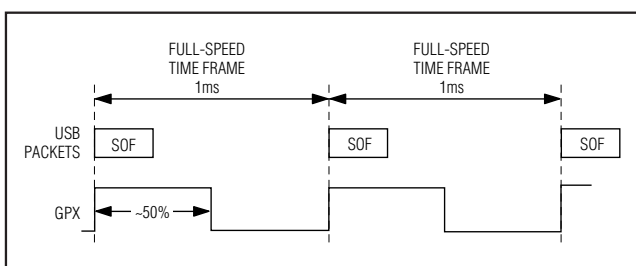 FULL-SPEED
TIME FRAME
1ms
FULL-SPEED
TIME FRAME
1ms
USB
PACKETS
SOF
SOF
SOF
GPX
~50%